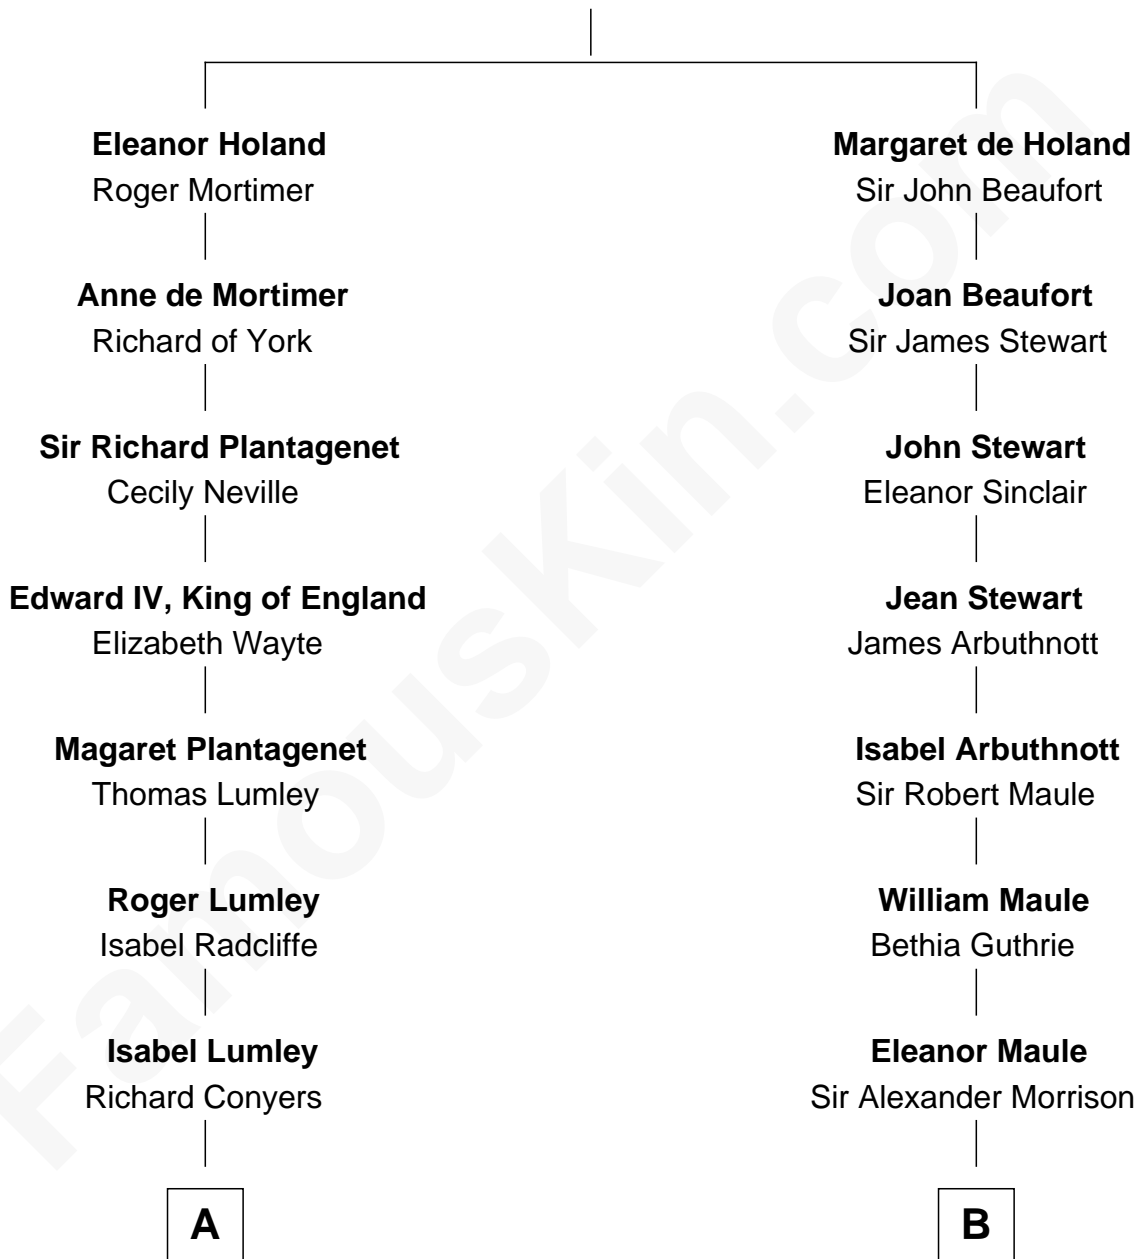 Eleanor Holand
Roger Mortimer
Anne de Mortimer
Richard of York
Sir Richard Plantagenet
Cecily Neville
Edward IV, King of England
Elizabeth Wayte
Magaret Plantagenet
Thomas Lumley
Roger Lumley
Isabel Radcliffe
Isabel Lumley
Richard Conyers
A
Margaret de Holand
Sir John Beaufort
Joan Beaufort
Sir James Stewart
John Stewart
Eleanor Sinclair
Jean Stewart
James Arbuthnott
Isabel Arbuthnott
Sir Robert Maule
William Maule
Bethia Guthrie
Eleanor Maule
Sir Alexander Morrison
B
FamousKin.com